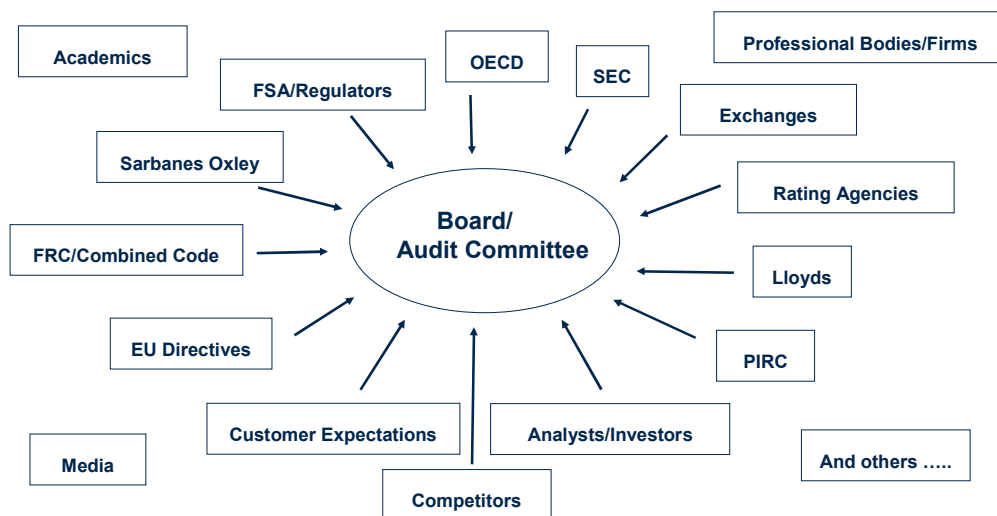 OECD
Professional Bodies/Firms
Academics
SEC
FSA/Regulators
Exchanges
Sarbanes Oxley
Rating Agencies
Board/
Audit Committee
FRC/Combined Code
Lloyds
EU Directives
PIRC
Customer Expectations
Analysts/Investors
Media
And others …..
Competitors